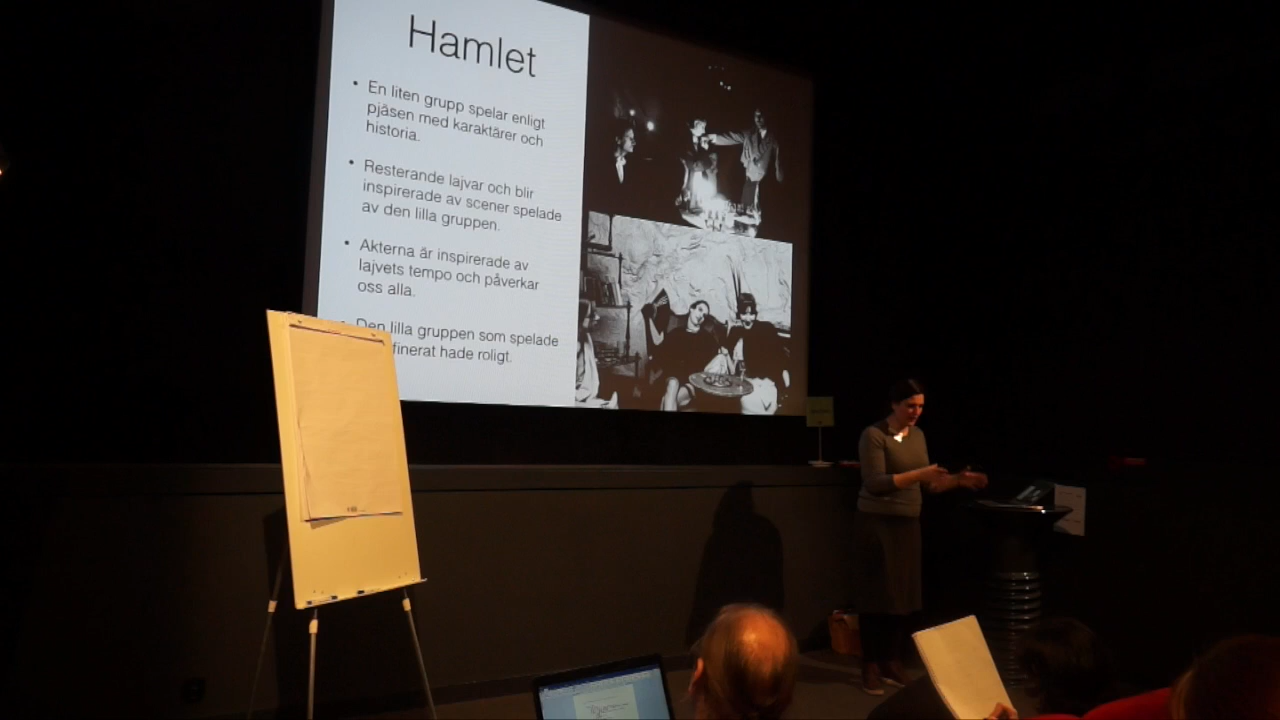 Hamlet
• En liten grupp spelar enligt
pjäsen med karaktärer och
historia.
• Resterande lajvar och blir
inspirerade av scener spelade
av den lilla gruppen.
• Akterna är inspirerade av
lajvets tempo och påverkar
oss alla.
Den lilla gruppen som spelade
finerat hade roligt.